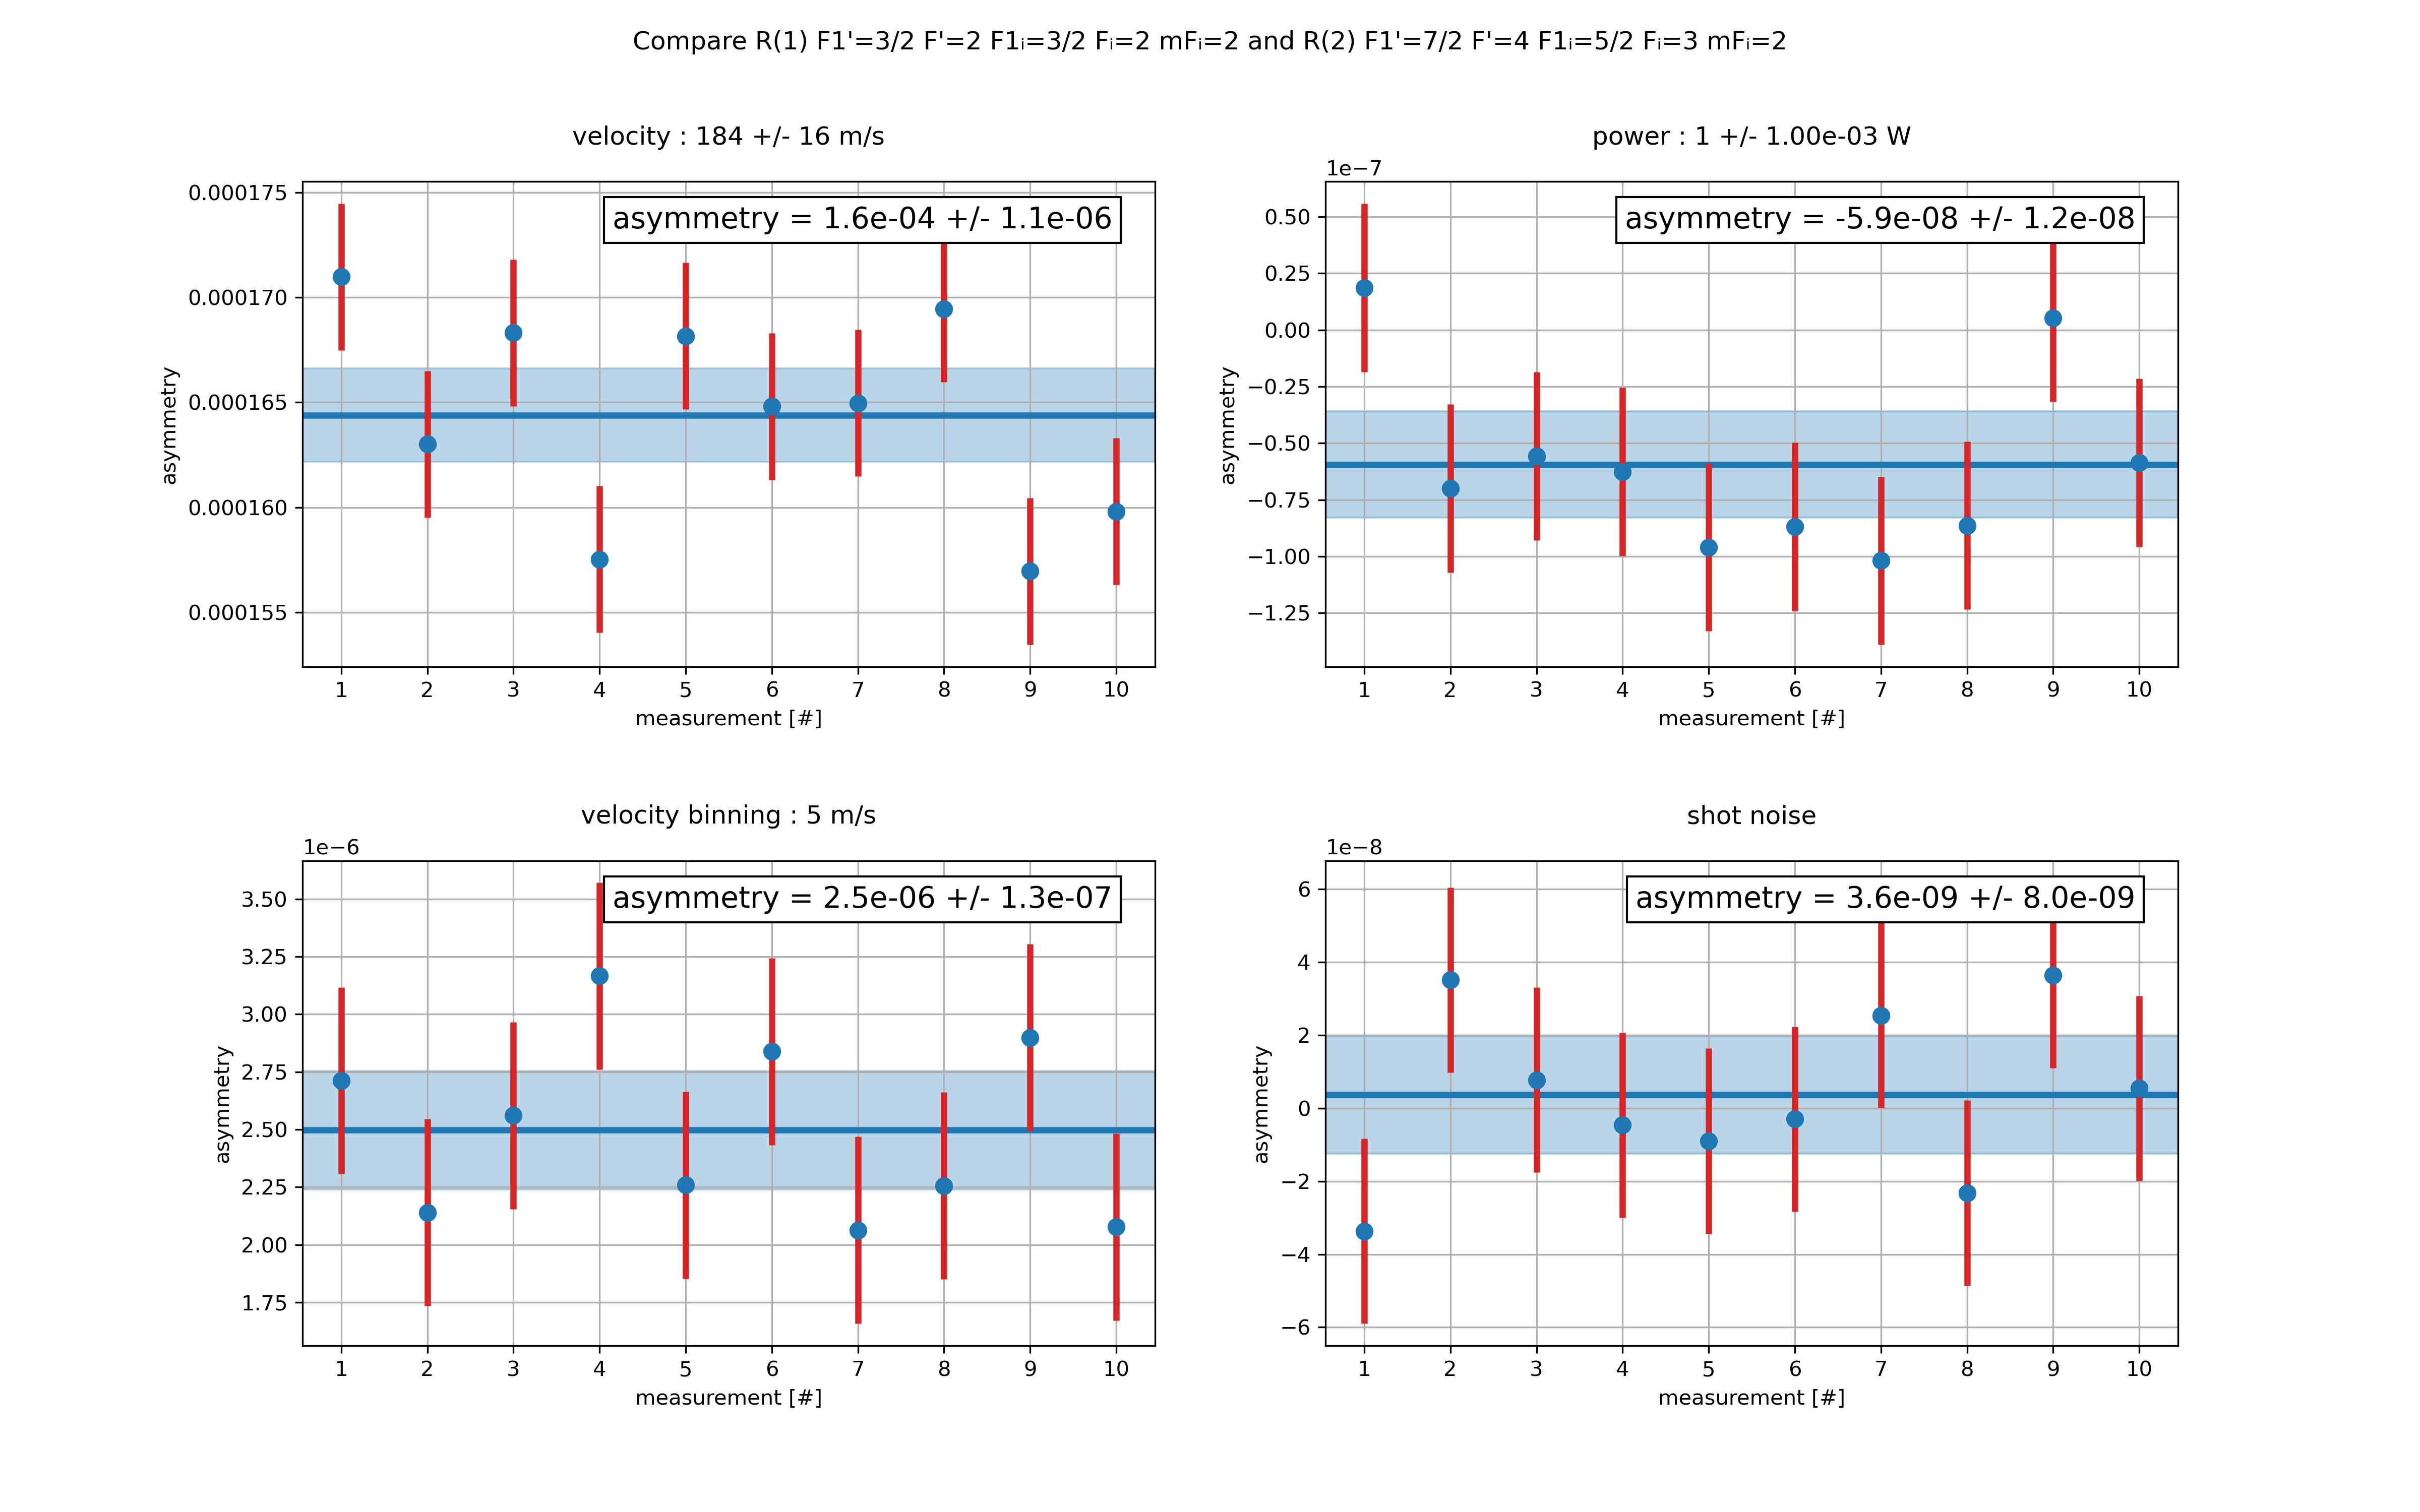 Compare R(1) F1'=3/2 F'=2 F1ᵢ=3/2 Fᵢ=2 mFᵢ=2 and R(2) F1'=7/2 F'=4 F1ᵢ=5/2 Fᵢ=3 mFᵢ=2
velocity : 184 +/- 16 m/s
asymmetry = 1.6e-04 +/- 1.1e-06
0.000175
0.000170
0.000165
0.000160
0.000155
asymmetry
1 2 3 4 5 6 7 8 9 10
measurement [#]
power : 1 +/- 1.00e-03 W
1e−7
asymmetry = -5.9e-08 +/- 1.2e-08
0.50
0.25
0.00
−0.25
−0.50
−0.75
−1.00
−1.25
asymmetry
1 2 3 4 5 6 7 8 9 10
measurement [#]
velocity binning : 5 m/s
1e−6
asymmetry = 2.5e-06 +/- 1.3e-07
3.50
3.25
3.00
2.75
2.50
2.25
2.00
1.75
asymmetry
1 2 3 4 5 6 7 8 9 10
measurement [#]
shot noise
1e−8
asymmetry = 3.6e-09 +/- 8.0e-09
6
4
2
0
−2
−4
−6
asymmetry
1 2 3 4 5 6 7 8 9 10
measurement [#]